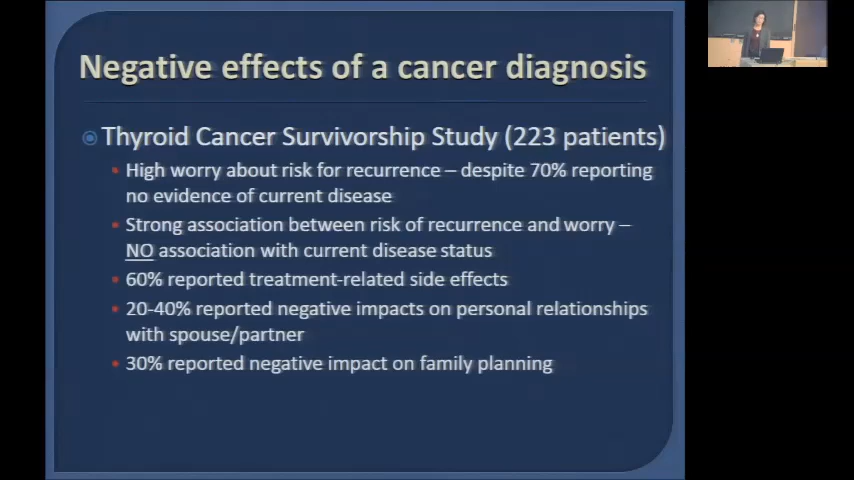 Negative effects of a cancer diagnosis
Thyroid Cancer Survivorship Study (223 patients)
High worry about risk for recurrence – despite 70% reporting
no evidence of current disease
Strong association between risk of recurrence and worry –
NO association with current disease status
60% reported treatment-related side effects
20-40% reported negative impacts on personal relationships
with spouse/partner
30% reported negative impact on family planning